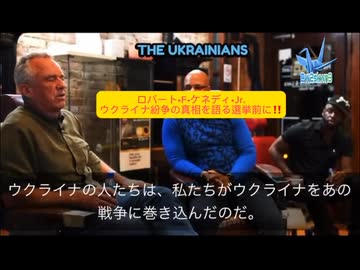 THE UKRAINIANS
ロバート•F•ケネディ•Jr.
ウクライナ紛争の真相を語る選挙前に!!
ウクライナの人たちは、私たちがウクライナをあの
戦争に巻き込んだのだ。